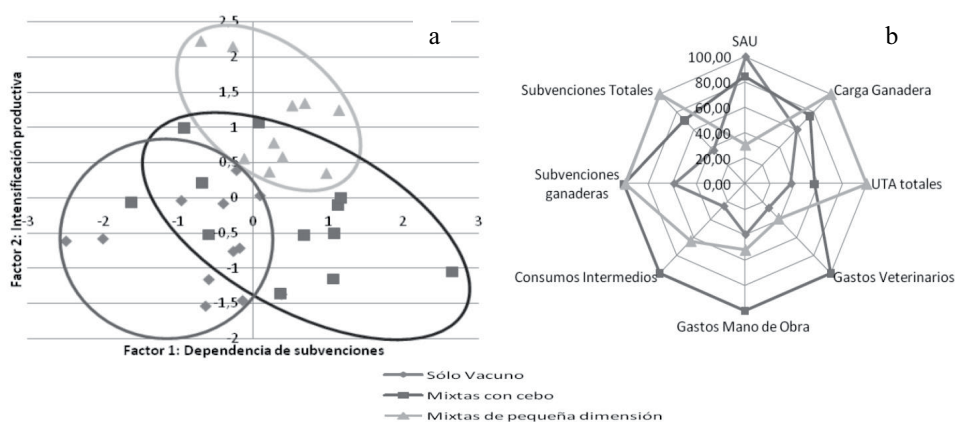 a
2,5
2
1,5
1
0,5
0
-3
-2
-1
0
1
2
3
-0,5
-1
-1,5
-2
Factor 2: Intensificación productiva
Factor 1: Dependencia de subvenciones
b
SAU
100,00
80,00
60,00
40,00
20,00
0,00
Carga Ganadera
UTA totales
Gastos Veterinarios
Gastos Mano de Obra
Consumos Intermedios
Subvenciones
ganaderas
Subvenciones Totales
Sólo Vacuno
Mixtas con cebo
Mixtas de pequeña dimensión